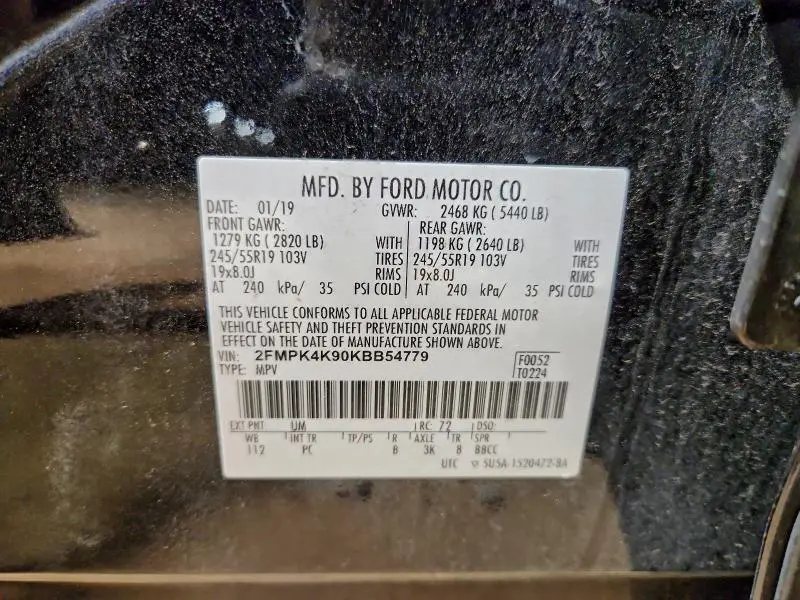 MFD. BY FORD MOTOR CO.
DATE: 01/19 GVWR: 2468 KG ( 5440 LB)
FRONT GAWR: REAR GAWR:
1279 KG ( 2820 LB) WITH 1198 KG ( 2640 LB) WITH
245/55R19 103V TIRES 245/55R19 103V TIRES
19x8.0J RIMS 19x8.0J RIMS
AT 240 kPa/ 35 PSI COLD AT 240 kPa/ 35 PSI COLD
THIS VEHICLE CONFORMS TO ALL APPLICABLE FEDERAL MOTOR
VEHICLE SAFETY AND THEFT PREVENTION STANDARDS IN
EFFECT ON THE DATE OF MANUFACTURE SHOWN ABOVE.
VIN: 2FMPK4K90KBB54779 F0052
TYPE: MPV T0224
EXT PNT UM RC: 72 DSO:
WB INT TR TP/PS R AXLE TR SPR
112 PC B 3K 8 BBCC
UTC 5U5A-1520472-BA